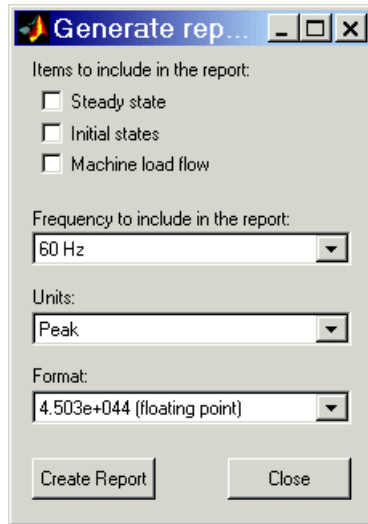 Generate rep...
Items to include in the report:
Steady state
Initial states
Machine load flow
Frequency to include in the report:
60 Hz
Units:
Peak
Format:
4.503e+044 (floating point)
Create Report Close